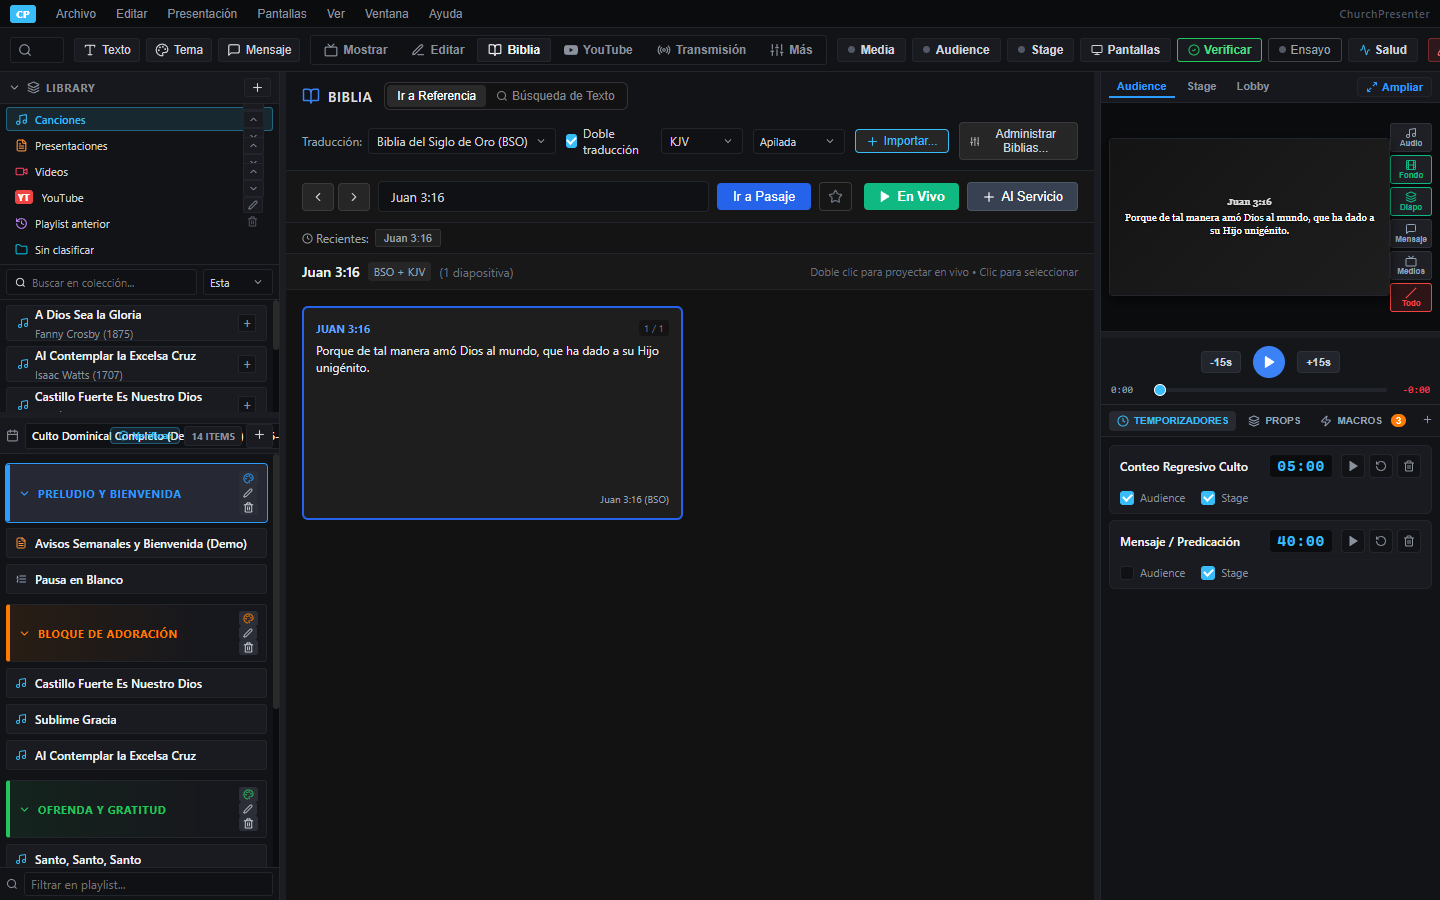 CP Archivo Editar Presentación Pantallas Ver Ventana Ayuda ChurchPresenter
Texto Tema Mensaje Mostrar Editar Biblia YouTube Transmisión Más Media Audience Stage Pantallas Verificar Ensayo Salud
LIBRARY
Canciones
Presentaciones
Videos
YT YouTube
Playlist anterior
Sin clasificar
Buscar en colección... Esta
A Dios Sea la Gloria
Fanny Crosby (1875)
Al Contemplar la Excelsa Cruz
Isaac Watts (1707)
Castillo Fuerte Es Nuestro Dios
Culto Dominical Completo (De 14 ITEMS
PRELUDIO Y BIENVENIDA
Avisos Semanales y Bienvenida (Demo)
Pausa en Blanco
BLOQUE DE ADORACIÓN
Castillo Fuerte Es Nuestro Dios
Sublime Gracia
Al Contemplar la Excelsa Cruz
OFRENDA Y GRATITUD
Santo, Santo, Santo
Filtrar en playlist...
BIBLIA Ir a Referencia Búsqueda de Texto
Traducción: Biblia del Siglo de Oro (BSO) Doble traducción KJV Apilada Importar... Administrar Biblias...
Juan 3:16 Ir a Pasaje En Vivo Al Servicio
Recientes: Juan 3:16
Juan 3:16 BSO + KJV (1 diapositiva) Doble clic para proyectar en vivo • Clic para seleccionar
JUAN 3:16 1 / 1
Porque de tal manera amó Dios al mundo, que ha dado a su Hijo
unigénito.
Juan 3:16 (BSO)
Audience Stage Lobby Ampliar
Juan 3:16
Porque de tal manera amó Dios al mundo, que ha dado a
su Hijo unigénito.
Audio
Fondo
Diapo
Mensaje
Medios
Todo
-15s +15s
0:00 -0:00
TEMPORIZADORES PROPS MACROS 3
Conteo Regresivo Culto 05:00
Audience Stage
Mensaje / Predicación 40:00
Audience Stage